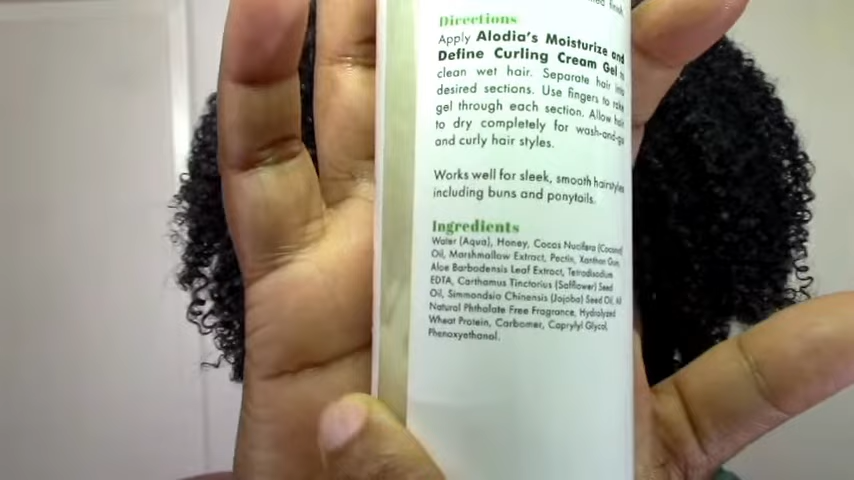 finish.
Directions
Apply Alodia's Moisturize and
Define Curling Cream Gel to
clean wet hair. Separate hair into
desired sections. Use fingers to rake
gel through each section. Allow hair
to dry completely for wash-and-go
and curly hair styles.
Works well for sleek, smooth hairstyles
including buns and ponytails.
Ingredients
Water (Aqua), Honey, Cocos Nucifera (Coconut)
Oil, Marshmallow Extract, Pectin, Xanthan Gum,
Aloe Barbadensis Leaf Extract, Tetrodisodium
EDTA, Carthamus Tinctorius (Safflower) Seed
Oil, Simmondsia Chinensis (Jojoba) Seed Oil, All
Natural Phthalate Free Fragrance, Hydrolyzed
Wheat Protein, Carbomer, Caprylyl Glycol,
Phenoxyethanol.